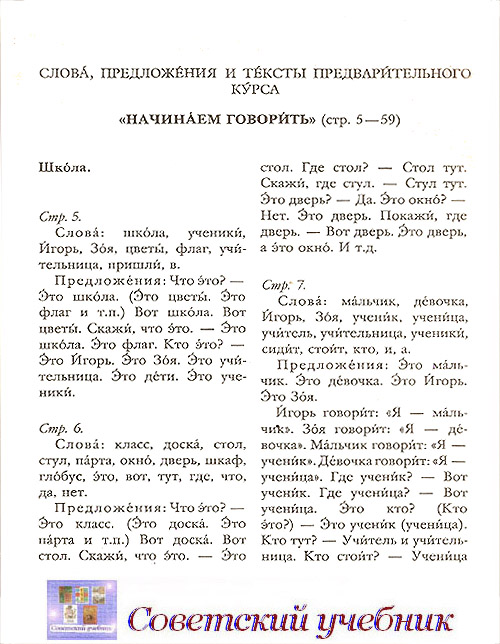 СЛОВА́, ПРЕДЛОЖЕ́НИЯ И ТЕ́КСТЫ ПРЕДВАРИ́ТЕЛЬНОГО
КУ́РСА
«НАЧИНА́ЕМ ГОВОРИ́ТЬ» (стр. 5—59)
Шко́ла.
Стр. 5.
Слова́: шко́ла, ученики́,
И́горь, Зо́я, цветы́, флаг, учи́-
тельница, пришли́, в.
Предложе́ния: Что э́то? —
Э́то шко́ла. (Э́то цветы́. Э́то
флаг и т.п.) Вот шко́ла. Вот
цветы́. Скажи́, что э́то. — Э́то
шко́ла. Э́то флаг. Кто э́то? —
Э́то И́горь. Э́то Зо́я. Э́то учи́-
тельница. Э́то де́ти. Э́то уче-
ники́.
Стр. 6.
Слова́: класс, доска́, стол,
стул, па́рта, окно́, дверь, шкаф,
гло́бус, э́то, вот, тут, где, что,
да, нет.
Предложе́ния: Что э́то? —
Э́то класс. (Э́то доска́. Э́то
па́рта и т.п.) Вот доска́. Вот
стол. Скажи́, что э́то. — Э́то
стол. Где стол? — Стол тут.
Скажи́, где стул. — Стул тут.
Э́то дверь? — Да. Э́то окно́? —
Нет. Э́то дверь. Покажи́, где
дверь. — Вот дверь. Э́то дверь,
а э́то окно́. И т.д.
Стр. 7.
Слова́: ма́льчик, де́вочка,
И́горь, Зо́я, учени́к, учени́ца,
учи́тель, учи́тельница, ученики́,
сиди́т, стои́т, кто, и, а.
Предложе́ния: Э́то ма́ль-
чик. Э́то де́вочка. Э́то И́горь.
Э́то Зо́я.
И́горь говори́т: «Я — ма́ль-
чик». Зо́я говори́т: «Я — де́-
вочка». Ма́льчик говори́т: «Я —
учени́к». Де́вочка говори́т: «Я —
учени́ца». Где учени́к? — Вот
учени́к. Где учени́ца? — Вот
учени́ца. Э́то кто? (Кто
э́то?) — Э́то учени́к (учени́ца).
Кто тут? — Учи́тель и учи́тель-
ница. Кто стои́т? — Учени́ца
Советский учебник
Советский учебник